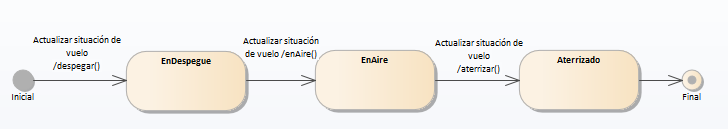 Actualizar situación de
vuelo
/despegar()
Inicial
EnDespegue
Actualizar situación
de vuelo /enAire()
EnAire
Actualizar situación de
vuelo
/aterrizar()
Aterrizado
Final